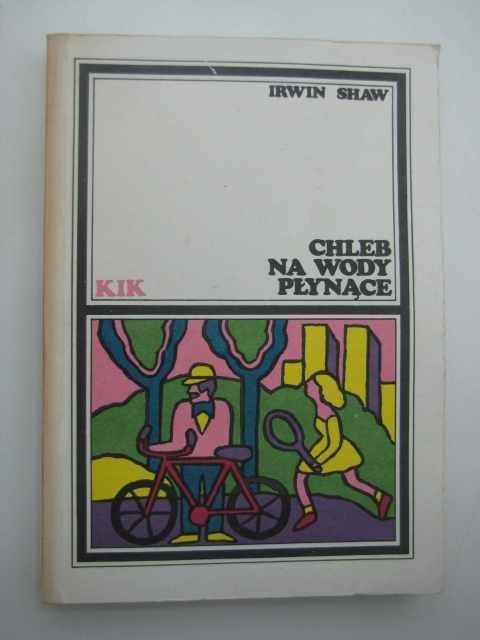 IRWIN SHAW
CHLEB
NA WODY
PŁYNĄCE
KIK